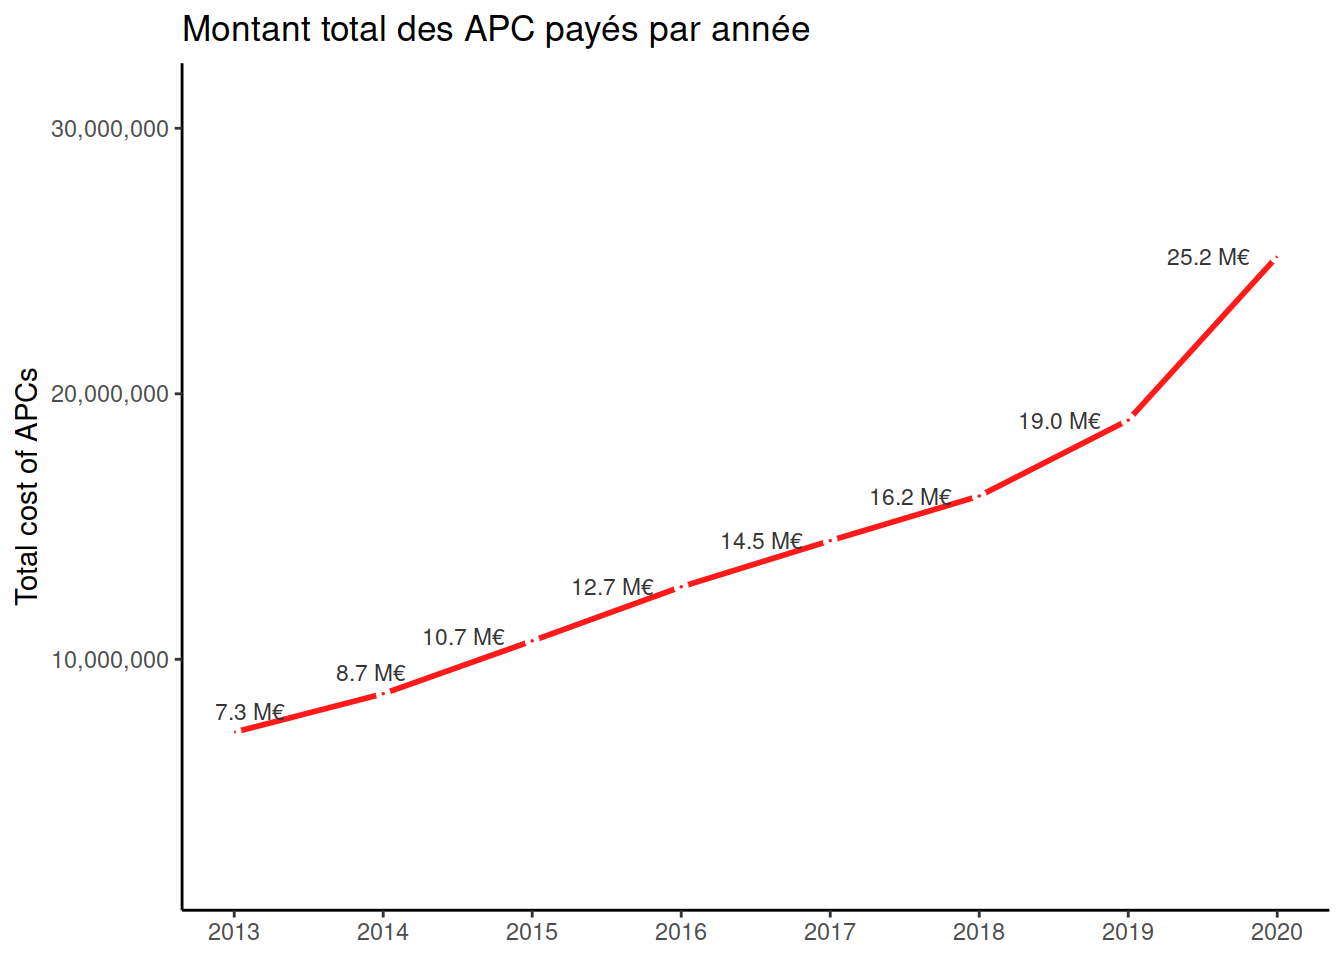 Montant total des APC payés par année
Total cost of APCs
30,000,000
20,000,000
10,000,000
25.2 M€
19.0 M€
16.2 M€
14.5 M€
12.7 M€
10.7 M€
8.7 M€
7.3 M€
2013 2014 2015 2016 2017 2018 2019 2020